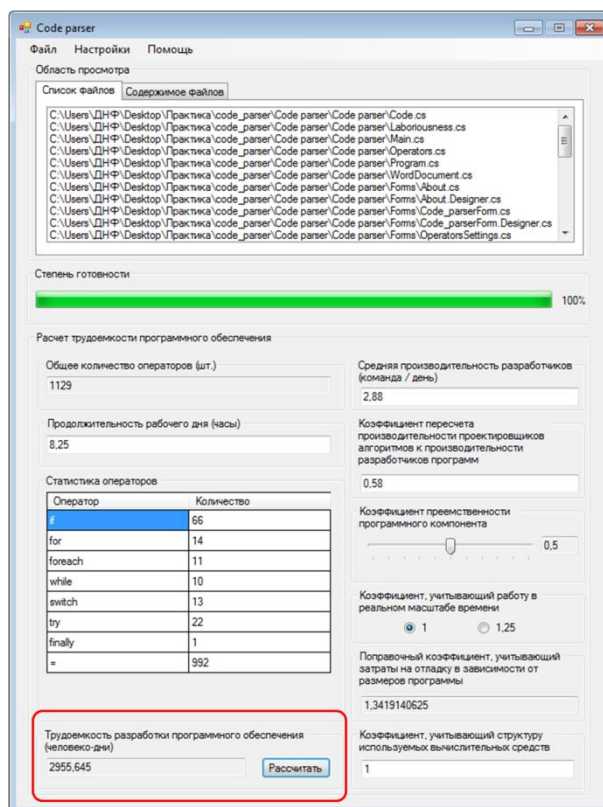 Code parser
Файл Настройки Помощь
Область просмотра
Список файлов Содержимое файлов
C:\Users\ДНФ\Desktop\Практика\code_parser\Code parser\Code parser\Code.cs
C:\Users\ДНФ\Desktop\Практика\code_parser\Code parser\Code parser\Laboriousness.cs
C:\Users\ДНФ\Desktop\Практика\code_parser\Code parser\Code parser\Main.cs
C:\Users\ДНФ\Desktop\Практика\code_parser\Code parser\Code parser\Operators.cs
C:\Users\ДНФ\Desktop\Практика\code_parser\Code parser\Code parser\Program.cs
C:\Users\ДНФ\Desktop\Практика\code_parser\Code parser\Code parser\WordDocument.cs
C:\Users\ДНФ\Desktop\Практика\code_parser\Code parser\Code parser\Forms\About.cs
C:\Users\ДНФ\Desktop\Практика\code_parser\Code parser\Code parser\Forms\About.Designer.cs
C:\Users\ДНФ\Desktop\Практика\code_parser\Code parser\Code parser\Forms\Code_parserForm.cs
C:\Users\ДНФ\Desktop\Практика\code_parser\Code parser\Code parser\Forms\Code_parserForm.Designer.cs
C:\Users\ДНФ\Desktop\Практика\code_parser\Code parser\Code parser\Forms\OperatorsSettings.cs
Степень готовности
100%
Расчет трудоемкости программного обеспечения
Общее количество операторов (шт.)
1129
Продолжительность рабочего дня (часы)
8,25
Статистика операторов
Оператор Количество
if 66
for 14
foreach 11
while 10
switch 13
try 22
finally 1
= 992
Трудоемкость разработки программного обеспечения
(человеко-дни)
2955,645 Рассчитать
Средняя производительность разработчиков
(команда / день)
2,88
Коэффициент пересчета
производительности проектировщиков
алгоритмов к производительности
разработчиков программ
0,58
Коэффициент преемственности
программного компонента
0,5
Коэффициент, учитывающий работу в
реальном масштабе времени
1 1,25
Поправочный коэффициент, учитывающий
затраты на отладку в зависимости от
размеров программы
1,3419140625
Коэффициент, учитывающий структуру
используемых вычислительных средств
1